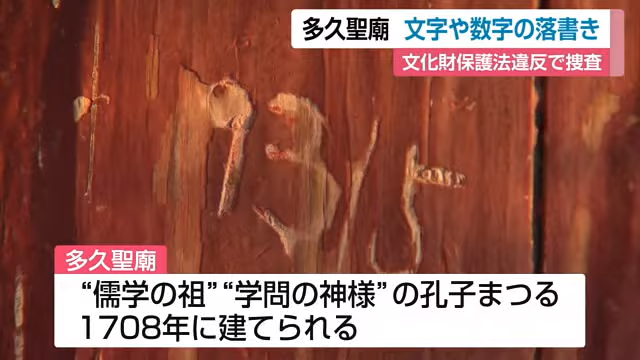 多久聖廟 文字や数字の落書き
文化財保護法違反で捜査
多久聖廟
“儒学の祖”“学問の神様”の孔子まつる
1708年に建てられる